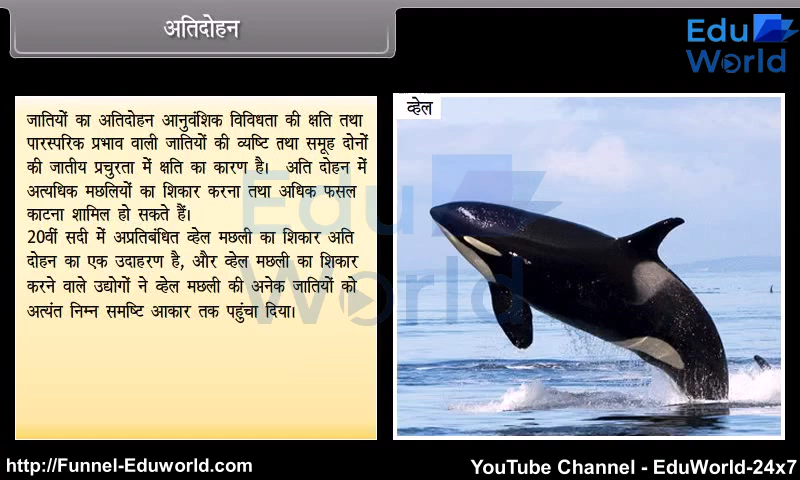 अतिदोहन
Edu
World
जातियों का अतिदोहन आनुवंशिक विविधता की क्षति तथा
पारस्परिक प्रभाव वाली जातियों की व्यष्टि तथा समूह दोनों
की जातीय प्रचुरता में क्षति का कारण है। अति दोहन में
अत्यधिक मछलियों का शिकार करना तथा अधिक फसल
काटना शामिल हो सकते हैं।
20वीं सदी में अप्रतिबंधित व्हेल मछली का शिकार अति
दोहन का एक उदाहरण है, और व्हेल मछली का शिकार
करने वाले उद्योगों ने व्हेल मछली की अनेक जातियों को
अत्यंत निम्न समष्टि आकार तक पहुंचा दिया।
व्हेल
Edu
World
http://Funnel-Eduworld.com
YouTube Channel - EduWorld-24x7